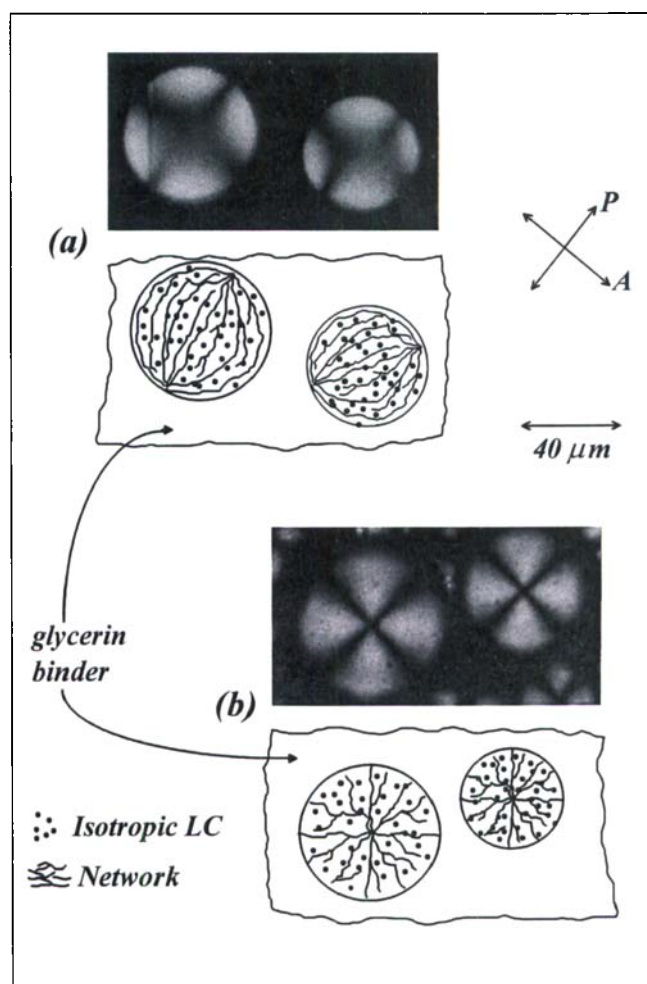 P
(a)
A
40 μm
glycerin
binder
(b)
Isotropic LC
Network